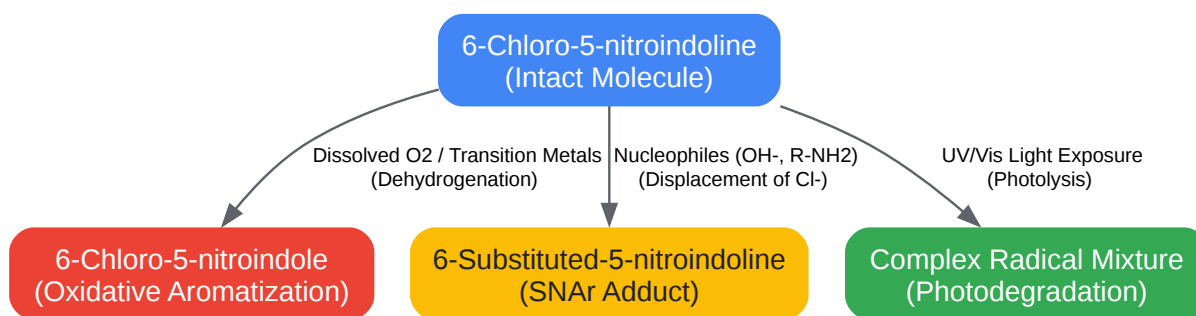 6-Chloro-5-nitroindoline
(Intact Molecule)
Dissolved O2 / Transition Metals
(Dehydrogenation)
Nucleophiles (OH-, R-NH2)
(Displacement of Cl-)
UV/Vis Light Exposure
(Photolysis)
6-Chloro-5-nitroindole
(Oxidative Aromatization)
6-Substituted-5-nitroindoline
(SNAr Adduct)
Complex Radical Mixture
(Photodegradation)